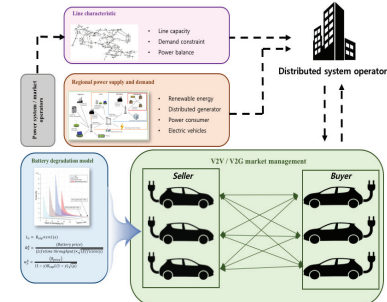 Line characteristic
• Line capacity
• Demand constraint
• Power balance
Distributed system operator
Power system / market
operators
Regional power supply and demand
• Renewable energy
• Distributed generator
• Power consumer
• Electric vehicles
Battery degradation model
V2V / V2G market management
Seller
Buyer